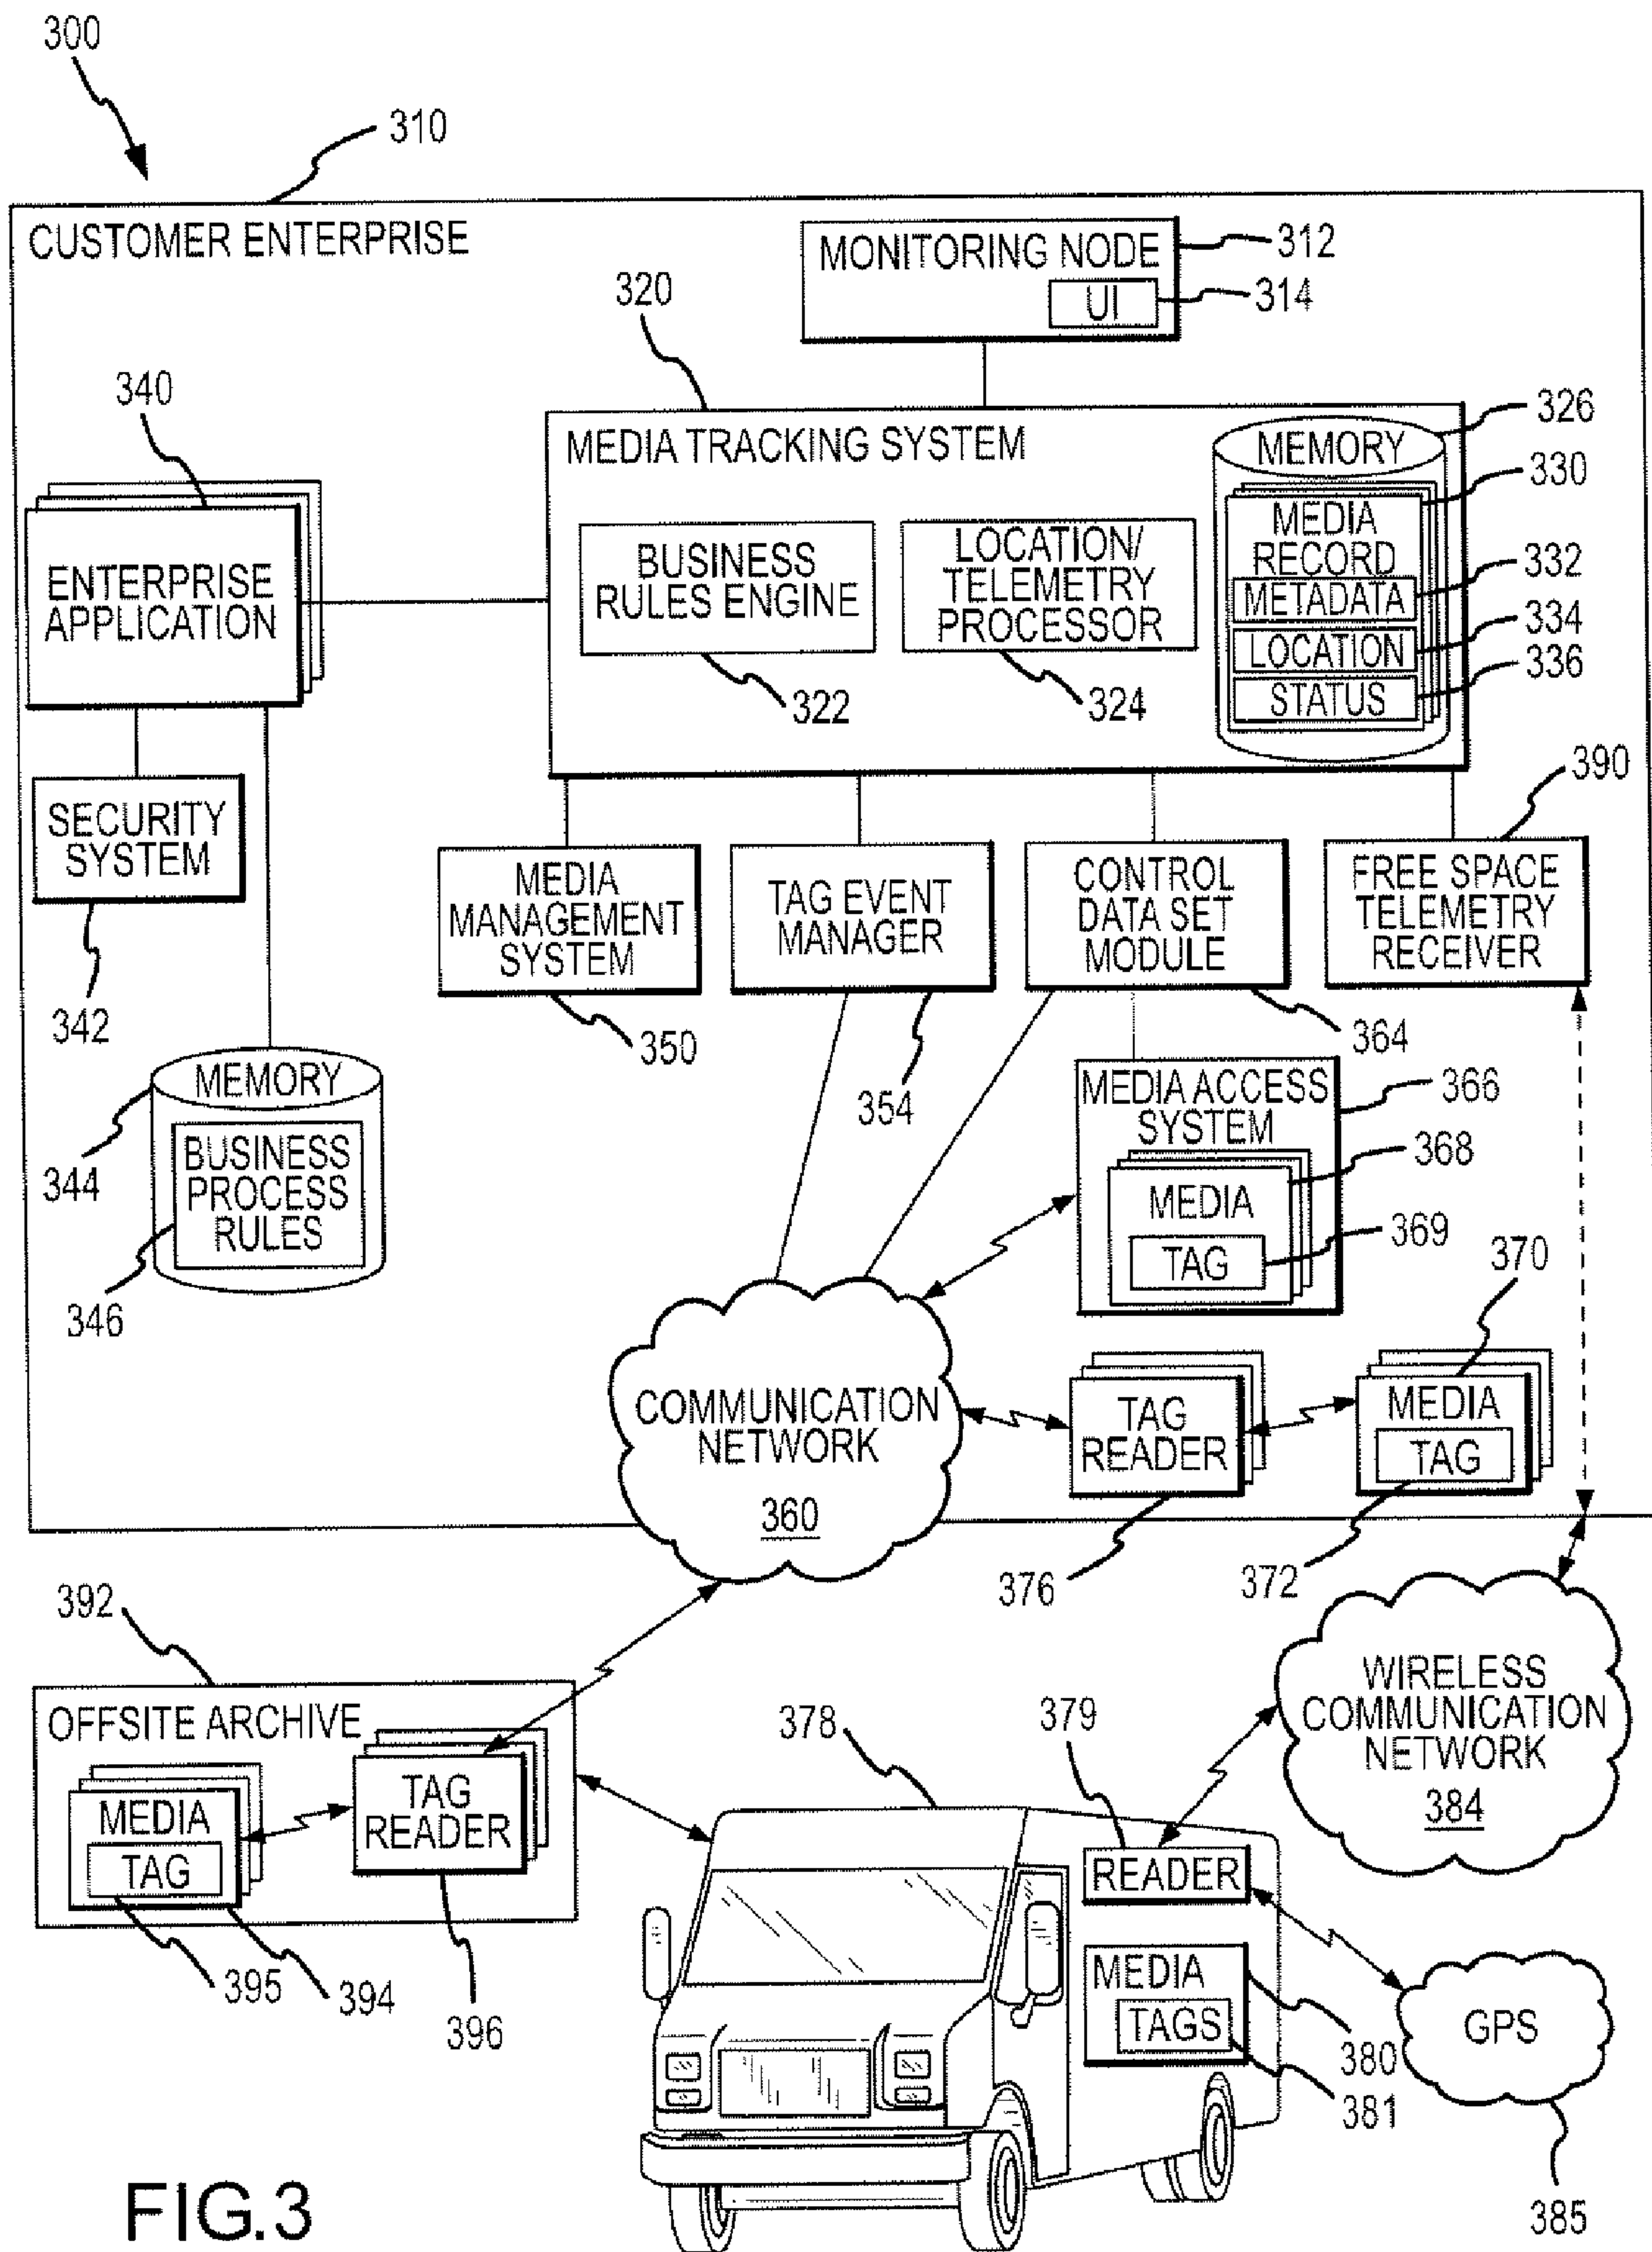 300
310
CUSTOMER ENTERPRISE
MONITORING NODE
312
UI
314
320
340
MEDIA TRACKING SYSTEM
MEMORY
326
330
MEDIA
RECORD
332
METADATA
334
LOCATION
336
STATUS
ENTERPRISE
APPLICATION
BUSINESS
RULES ENGINE
LOCATION/
TELEMETRY
PROCESSOR
322
324
390
SECURITY
SYSTEM
342
MEDIA
MANAGEMENT
SYSTEM
350
TAG EVENT
MANAGER
354
CONTROL
DATA SET
MODULE
364
FREE SPACE
TELEMETRY
RECEIVER
MEMORY
344
BUSINESS
PROCESS
RULES
346
MEDIA ACCESS
SYSTEM
366
368
MEDIA
369
TAG
370
COMMUNICATION
NETWORK
360
TAG
READER
376
MEDIA
TAG
372
392
OFFSITE ARCHIVE
MEDIA
TAG
TAG
READER
395
394
396
378
379
WIRELESS
COMMUNICATION
NETWORK
384
READER
MEDIA
TAGS
380
381
GPS
385
FIG.3